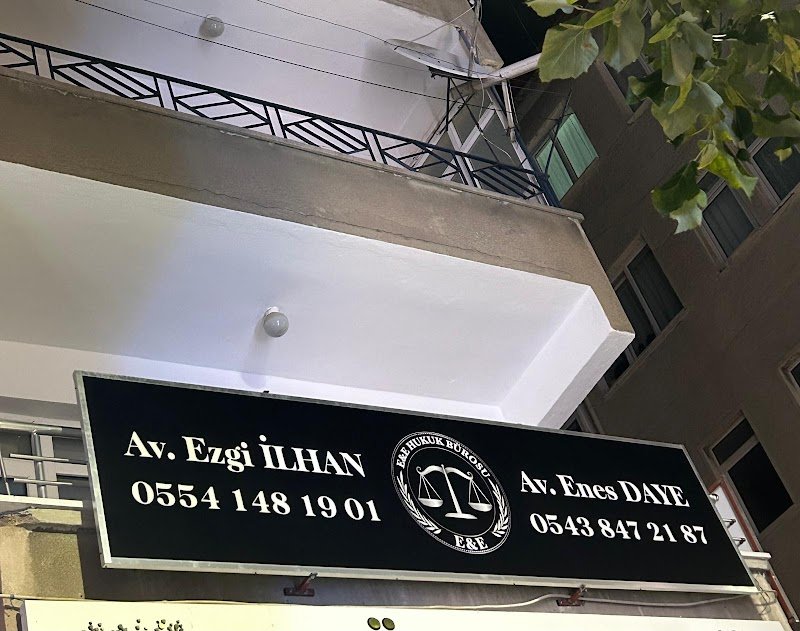 Av. Ezgi İLHAN
0554 148 19 01
E&E HUKUK BÜROSU
E&E
Av. Enes DAYE
0543 847 21 87